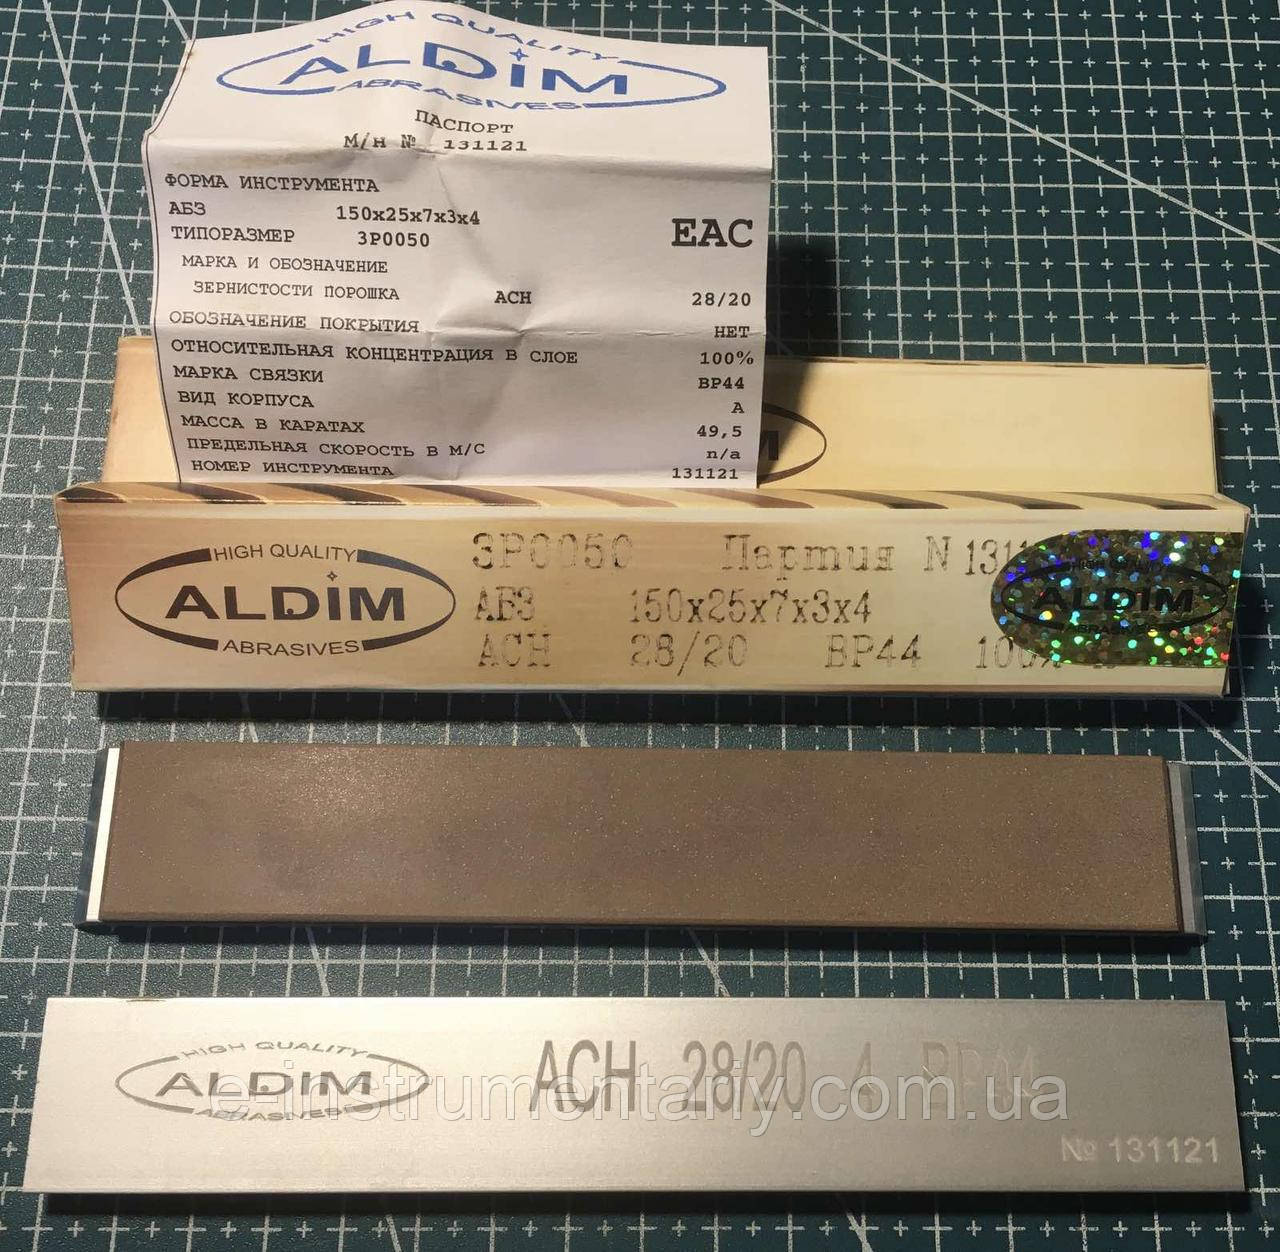 HIGH QUALITY
ALDIM
ABRASIVES
ПАСПОРТ
М/Н № 131121
ФОРМА ИНСТРУМЕНТА
АБЗ 150х25х7х3х4
ТИПОРАЗМЕР 3Р0050
ЕАС
МАРКА И ОБОЗНАЧЕНИЕ
ЗЕРНИСТОСТИ ПОРОШКА АСН 28/20
ОБОЗНАЧЕНИЕ ПОКРЫТИЯ НЕТ
ОТНОСИТЕЛЬНАЯ КОНЦЕНТРАЦИЯ В СЛОЕ 100%
МАРКА СВЯЗКИ ВР44
ВИД КОРПУСА А
МАССА В КАРАТАХ 49,5
ПРЕДЕЛЬНАЯ СКОРОСТЬ В М/С n/a
НОМЕР ИНСТРУМЕНТА 131121
HIGH QUALITY
ALDIM
ABRASIVES
3Р0050 Партия N
АБЗ 150х25х7х3х4
АСН 28/20 ВР44
ALDIM
HIGH QUALITY
ALDIM
ABRASIVES
АСН 28/20 4 ВР44
№ 131121
e-instrumentariy.com.ua